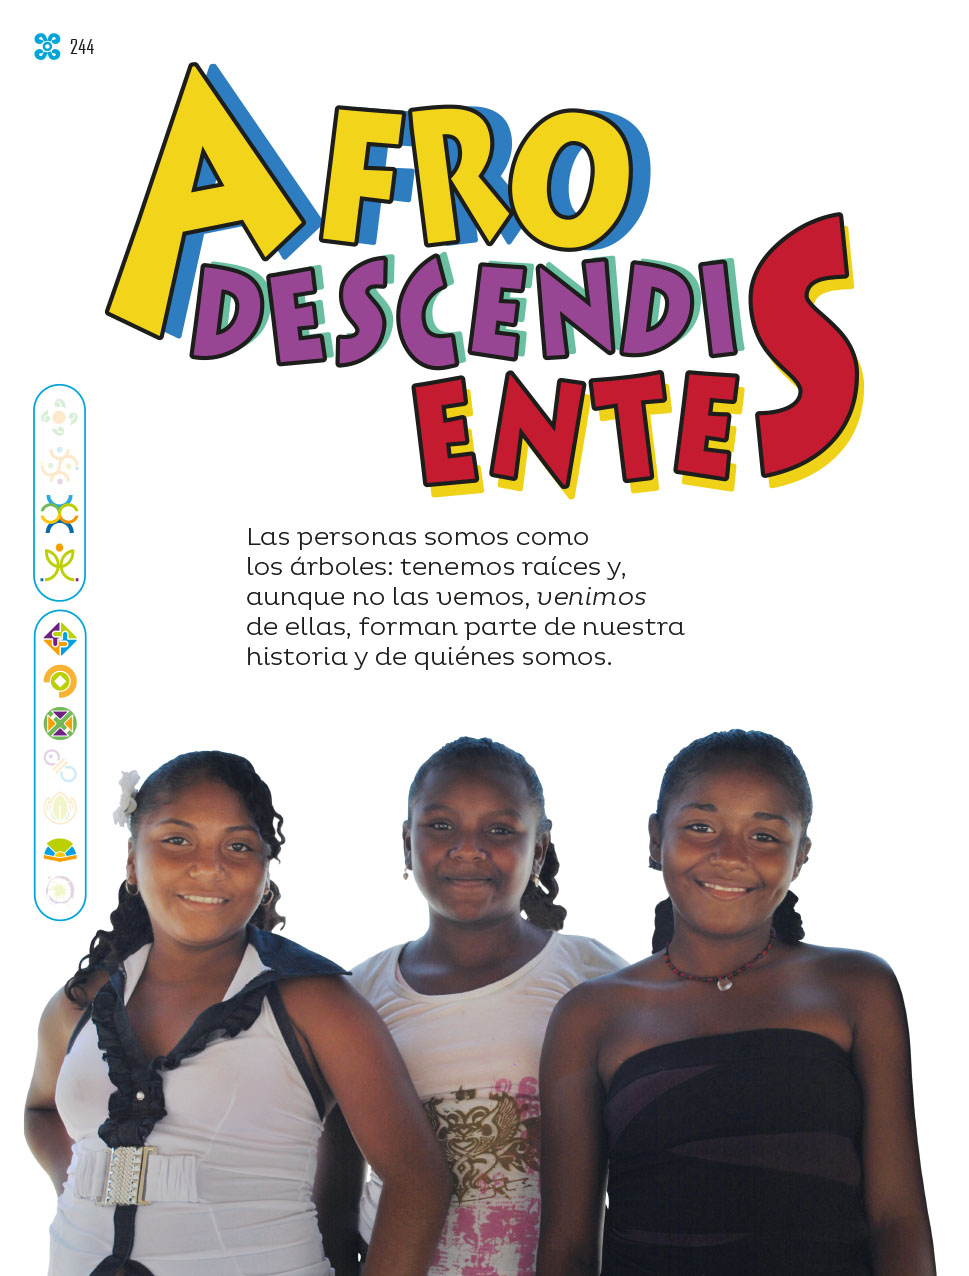 244
AFRO
DESCENDI
ENTES
Las personas somos como
los árboles: tenemos raíces y,
aunque no las vemos, venimos
de ellas, forman parte de nuestra
historia y de quiénes somos.